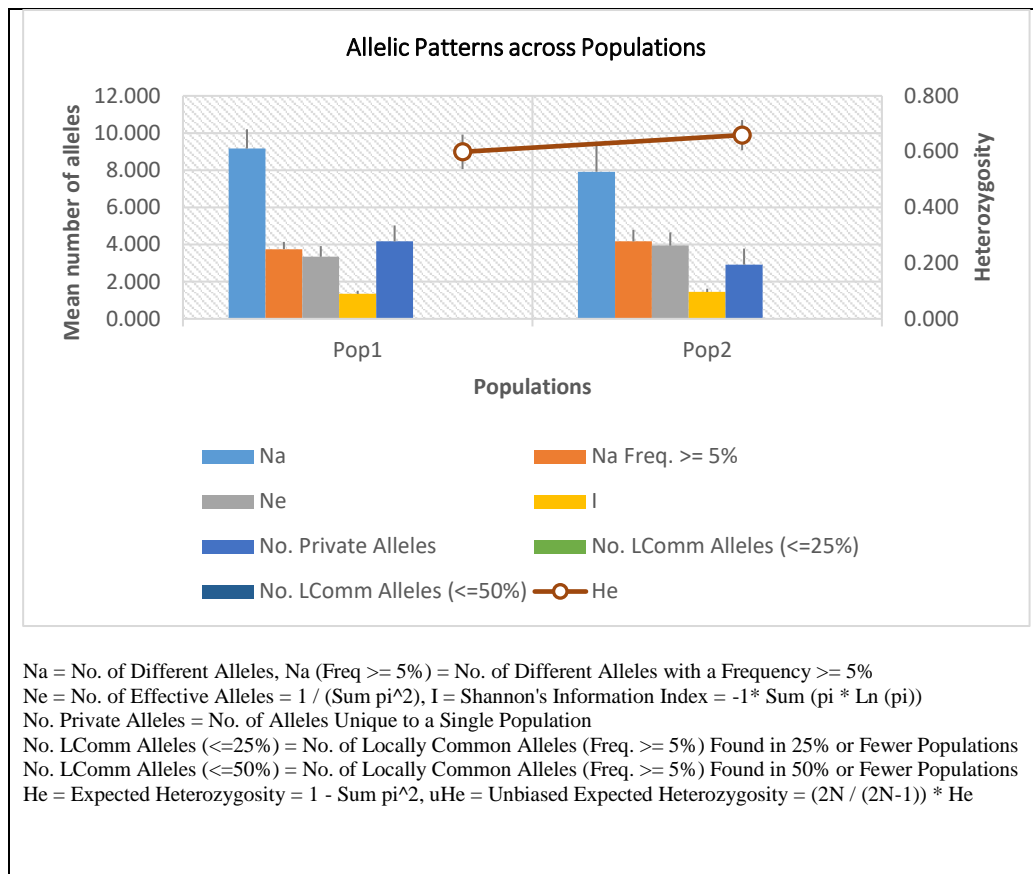 Allelic Patterns across Populations
12.000
10.000
8.000
6.000
4.000
2.000
0.000
Mean number of alleles
0.800
0.600
0.400
0.200
0.000
Heterozygosity
Pop1 Pop2
Populations
Na Na Freq. >= 5%
Ne I
No. Private Alleles No. LComm Alleles (<=25%)
No. LComm Alleles (<=50%) He
Na = No. of Different Alleles, Na (Freq >= 5%) = No. of Different Alleles with a Frequency >= 5%
Ne = No. of Effective Alleles = 1 / (Sum pi^2), I = Shannon's Information Index = -1* Sum (pi * Ln (pi))
No. Private Alleles = No. of Alleles Unique to a Single Population
No. LComm Alleles (<=25%) = No. of Locally Common Alleles (Freq. >= 5%) Found in 25% or Fewer Populations
No. LComm Alleles (<=50%) = No. of Locally Common Alleles (Freq. >= 5%) Found in 50% or Fewer Populations
He = Expected Heterozygosity = 1 - Sum pi^2, uHe = Unbiased Expected Heterozygosity = (2N / (2N-1)) * He